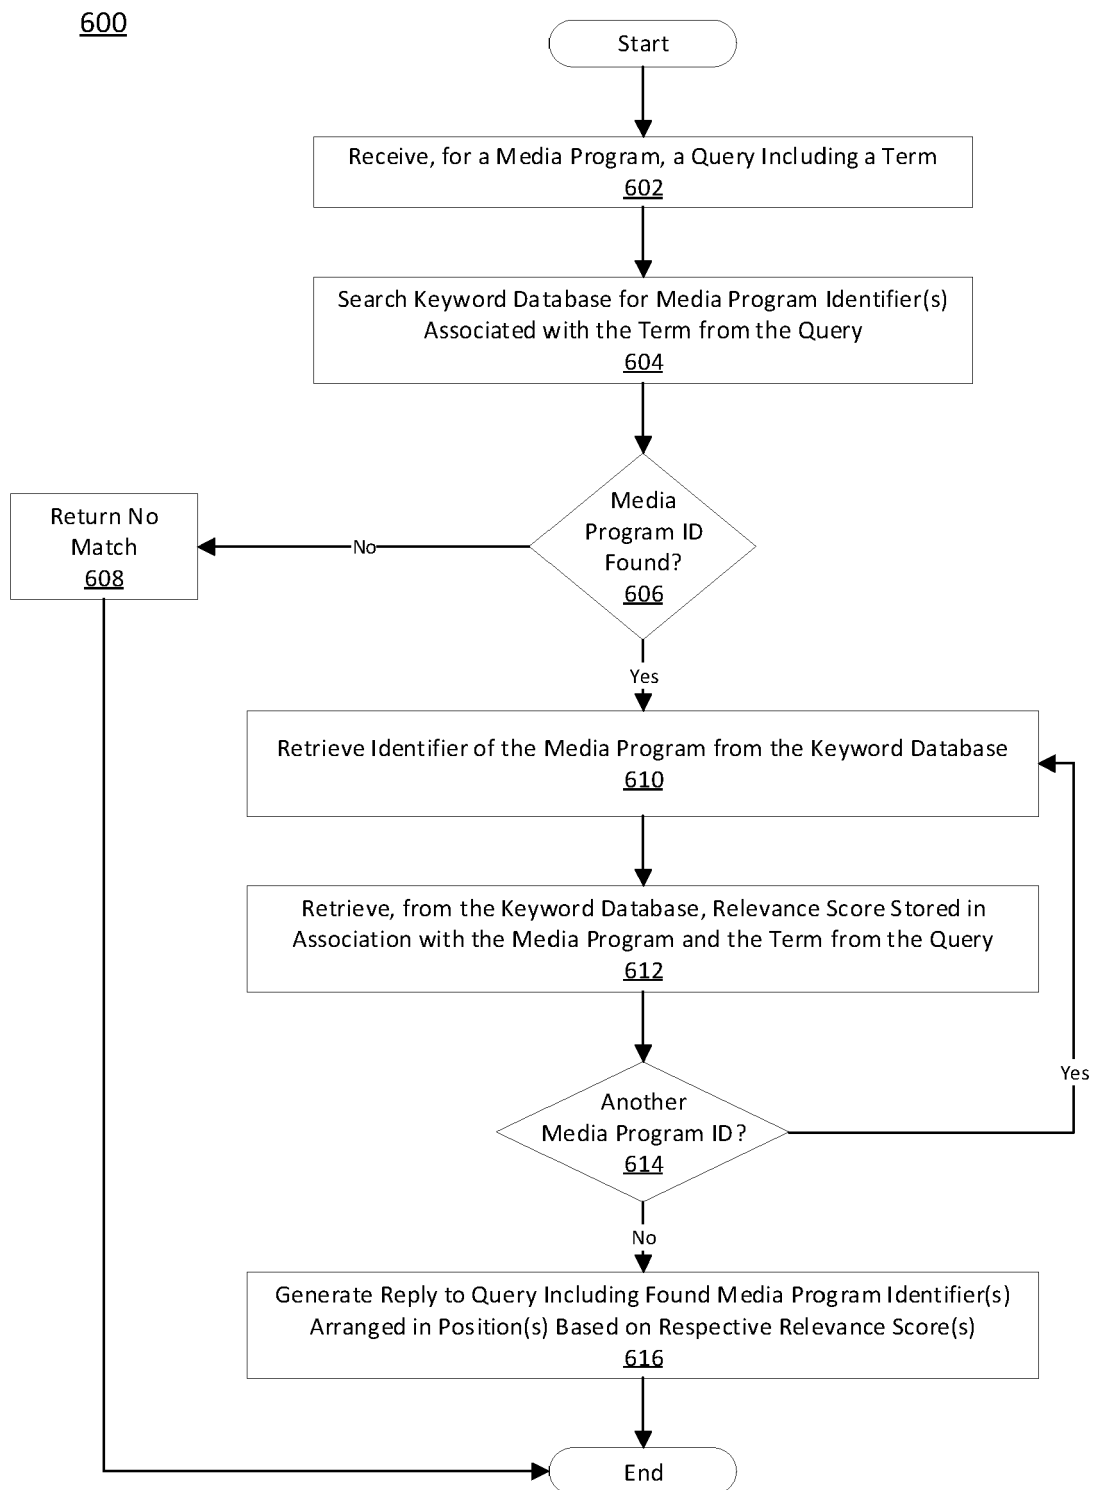 600
Start
Receive, for a Media Program, a Query Including a Term
602
Search Keyword Database for Media Program Identifier(s)
Associated with the Term from the Query
604
Media
Program ID
Found?
606
No
Return No
Match
608
Yes
Retrieve Identifier of the Media Program from the Keyword Database
610
Retrieve, from the Keyword Database, Relevance Score Stored in
Association with the Media Program and the Term from the Query
612
Another
Media Program ID?
614
Yes
No
Generate Reply to Query Including Found Media Program Identifier(s)
Arranged in Position(s) Based on Respective Relevance Score(s)
616
End